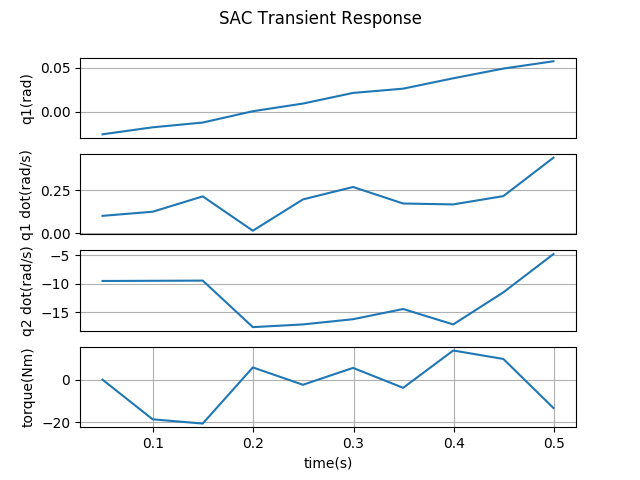 SAC Transient Response
0.05
0.00
q1(rad)
0.25
0.00
q1 dot(rad/s)
−5
−10
−15
q2 dot(rad/s)
0
−20
torque(Nm)
0.1 0.2 0.3 0.4 0.5
time(s)